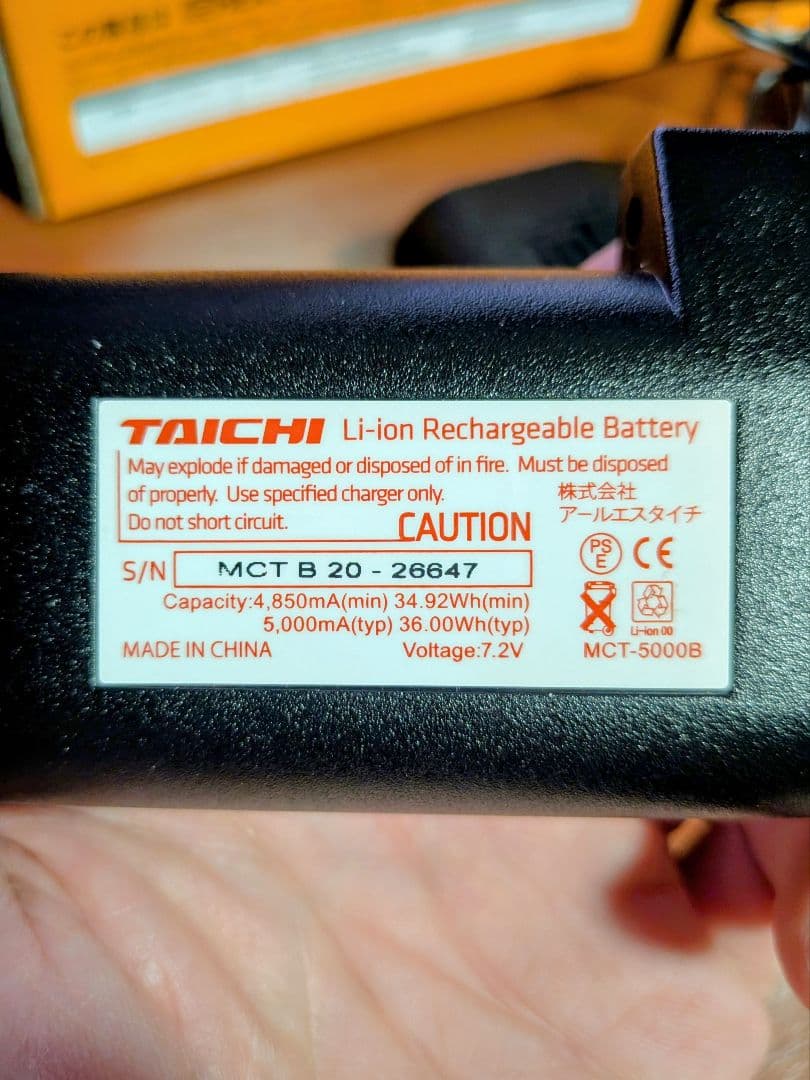 TAICHI Li-ion Rechargeable Battery
May explode if damaged or disposed of in fire. Must be disposed
of properly. Use specified charger only.
Do not short circuit.
CAUTION
株式会社
アールエスタイチ
S/N MCT B 20 - 26647
PS
E
CE
Capacity:4,850mA(min) 34.92Wh(min)
5,000mA(typ) 36.00Wh(typ)
Li-ion 00
MADE IN CHINA
Voltage:7.2V
MCT-5000B